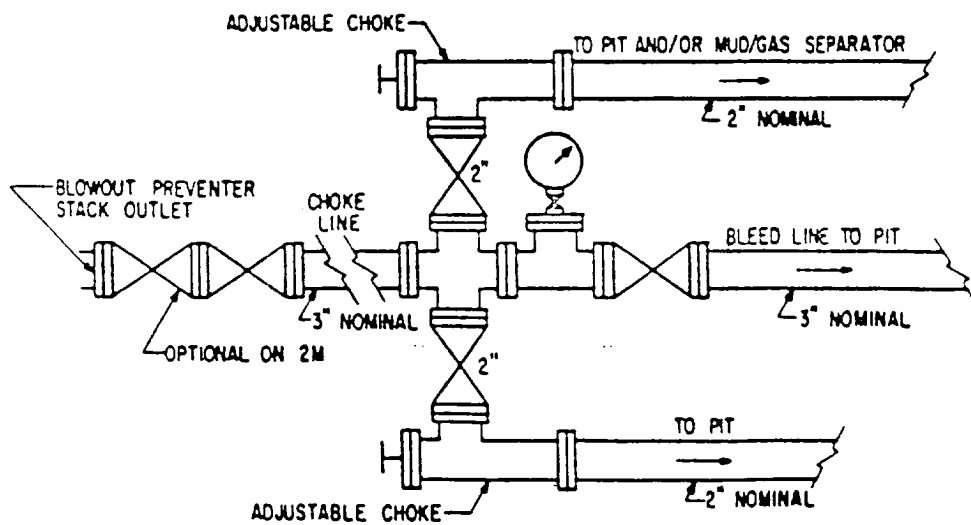 ADJUSTABLE CHOKE
TO PIT AND/OR MUD/GAS SEPARATOR
2" NOMINAL
2"
BLOWOUT PREVENTER
STACK OUTLET
CHOKE
LINE
BLEED LINE TO PIT
3" NOMINAL
3" NOMINAL
OPTIONAL ON 2M
2"
TO PIT
2" NOMINAL
ADJUSTABLE CHOKE